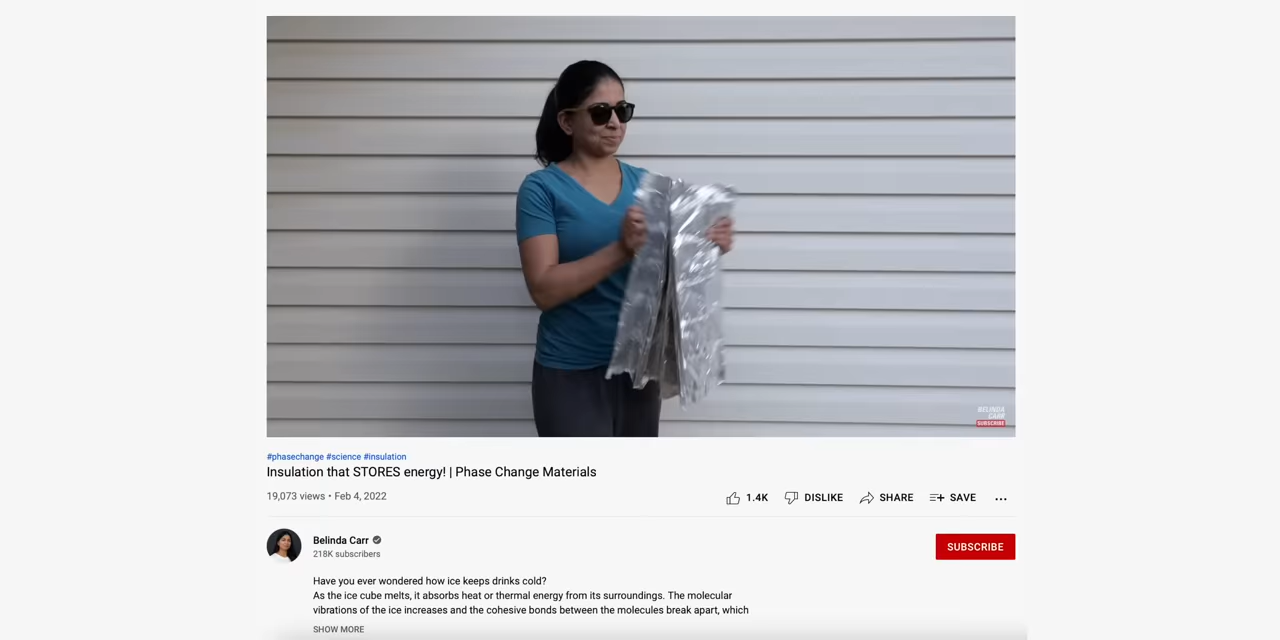 BELINDA
CARR
SUBSCRIBE
#phasechange #science #insulation
Insulation that STORES energy! | Phase Change Materials
19,073 views • Feb 4, 2022
1.4K DISLIKE SHARE SAVE ...
Belinda Carr
218K subscribers
SUBSCRIBE
Have you ever wondered how ice keeps drinks cold?
As the ice cube melts, it absorbs heat or thermal energy from its surroundings. The molecular
vibrations of the ice increases and the cohesive bonds between the molecules break apart, which
SHOW MORE